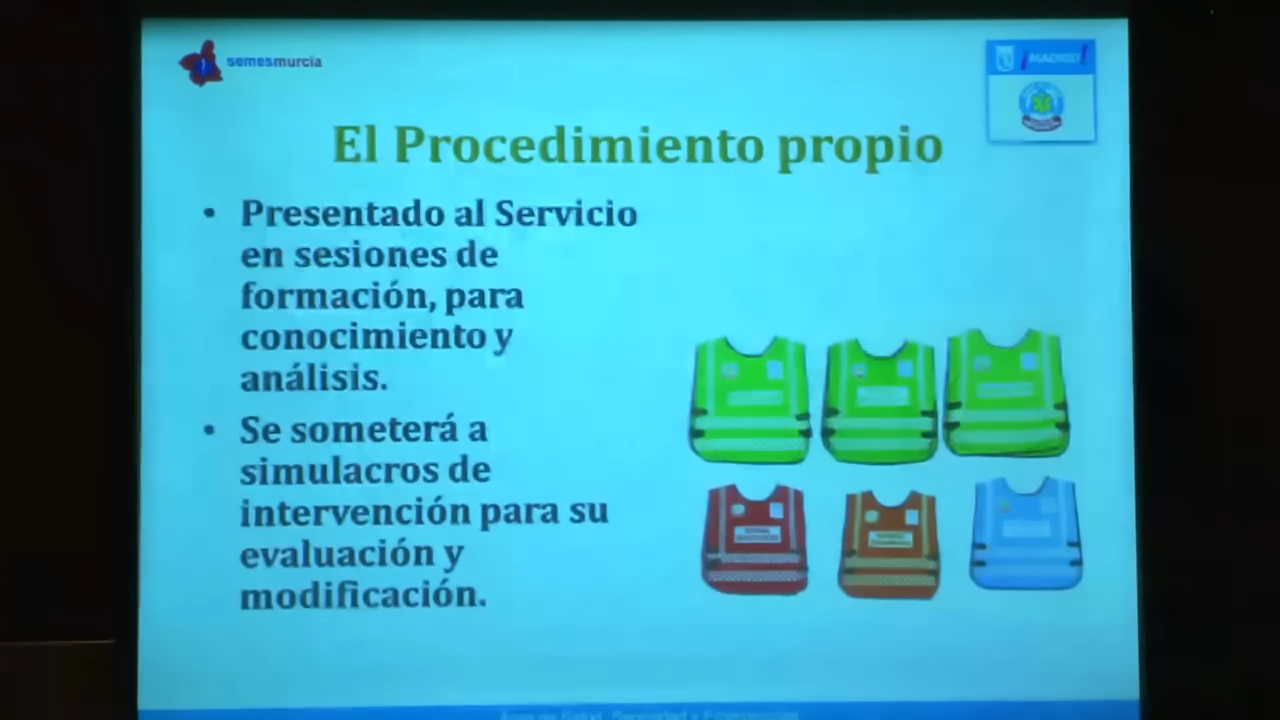 semesmurcia
¡MADRID!
El Procedimiento propio
• Presentado al Servicio
en sesiones de
formación, para
conocimiento y
análisis.
• Se someterá a
simulacros de
intervención para su
evaluación y
modificación.